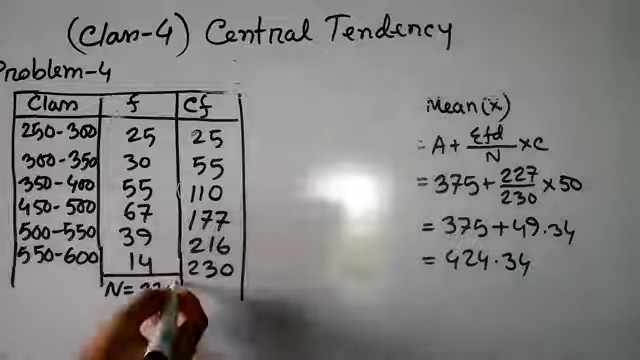 (Class-4) Central Tendency
Problem-4
Class f Cf
250-300 25 25
300-350 30 55
350-400 55 110
450-500 67 177
500-550 39 216
550-600 14 230
N=
Mean(x)
= A + Σfd/N × C
= 375 + 227/230 × 50
= 375 + 49.34
= 424.34